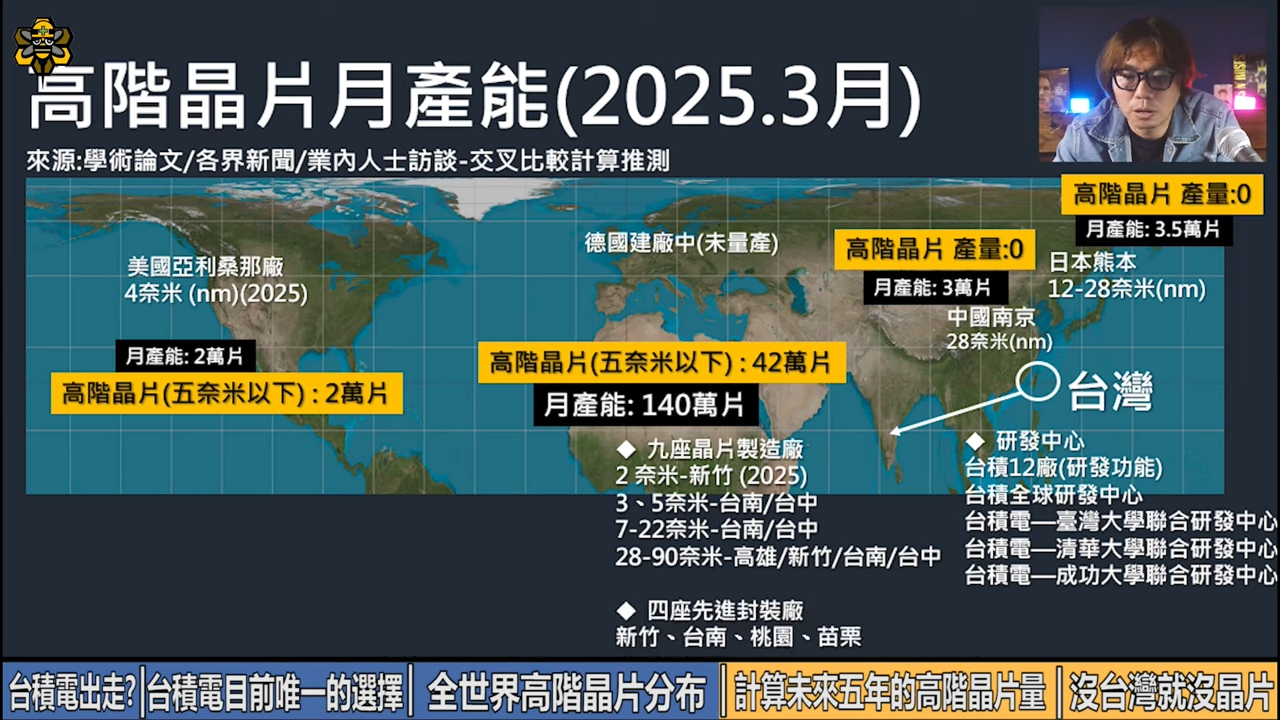 高階晶片月產能(2025.3月)
來源:學術論文/各界新聞/業內人士訪談-交叉比較計算推測
美國亞利桑那廠
4奈米 (nm)(2025)
月產能: 2萬片
高階晶片(五奈米以下) : 2萬片
德國建廠中(未量產)
高階晶片 產量:0
月產能: 3萬片
中國南京
28奈米(nm)
高階晶片 產量:0
月產能: 3.5萬片
日本熊本
12-28奈米(nm)
高階晶片(五奈米以下) : 42萬片
月產能: 140萬片
台灣
◆ 九座晶片製造廠
2 奈米-新竹 (2025)
3、5奈米-台南/台中
7-22奈米-台南/台中
28-90奈米-高雄/新竹/台南/台中
◆ 四座先進封裝廠
新竹、台南、桃園、苗栗
◆ 研發中心
台積12廠(研發功能)
台積全球研發中心
台積電—臺灣大學聯合研發中心
台積電—清華大學聯合研發中心
台積電—成功大學聯合研發中心
台積電出走?|台積電目前唯一的選擇|全世界高階晶片分布|計算未來五年的高階晶片量|沒台灣就沒晶片